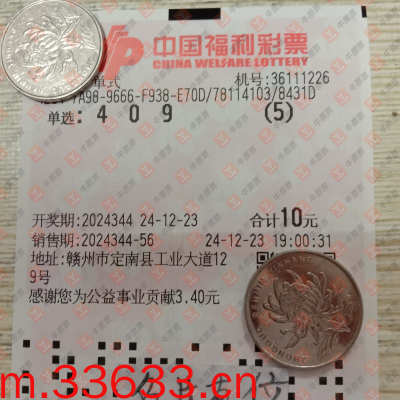 中国福利彩票
CHINA WELFARE LOTTERY
单式 机号:36111226
7A98-9666-F938-E70D/78114103/8431D
单选: 4 0 9 (5)
开奖期:2024344 24-12-23 合计10元
销售期:2024344-56 24-12-23 19:00:31
地址:赣州市定南县工业大道12
9号
感谢您为公益事业贡献3.40元
m.33633.cn